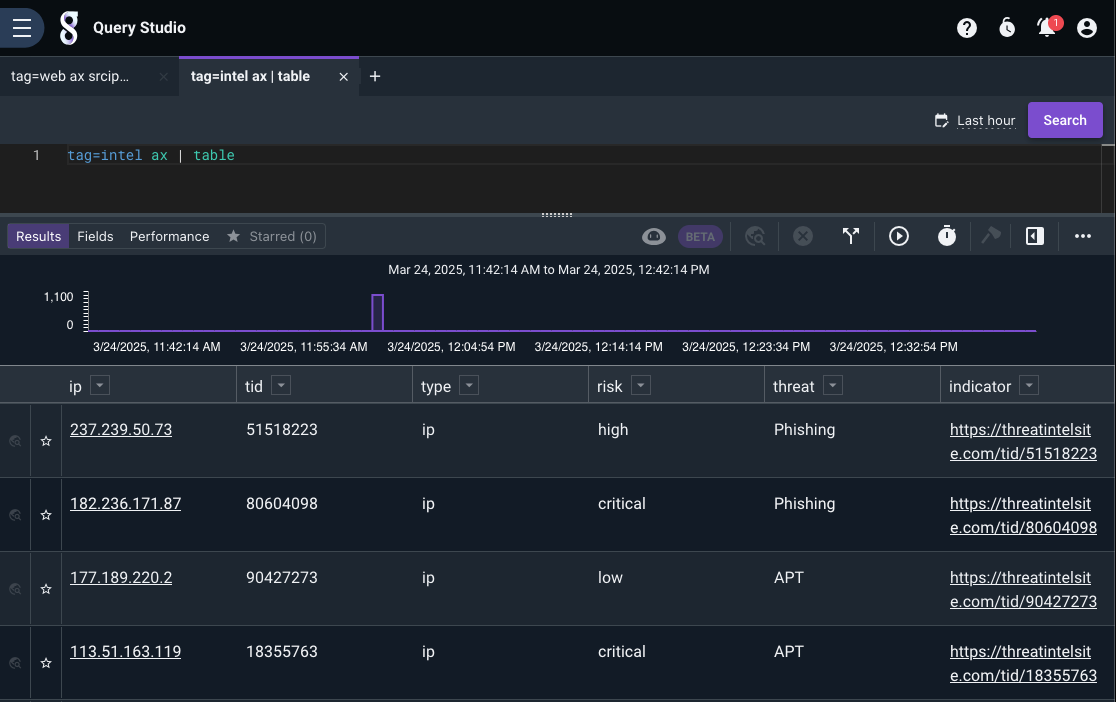 Query Studio
1
tag=web ax srcip...
tag=intel ax | table
Last hour
Search
1 tag=intel ax | table
Results Fields Performance Starred (0)
BETA
Mar 24, 2025, 11:42:14 AM to Mar 24, 2025, 12:42:14 PM
1,100
0
3/24/2025, 11:42:14 AM 3/24/2025, 11:55:34 AM 3/24/2025, 12:04:54 PM 3/24/2025, 12:14:14 PM 3/24/2025, 12:23:34 PM 3/24/2025, 12:32:54 PM
ip tid type risk threat indicator
237.239.50.73 51518223 ip high Phishing https://threatintelsit
e.com/tid/51518223
182.236.171.87 80604098 ip critical Phishing https://threatintelsit
e.com/tid/80604098
177.189.220.2 90427273 ip low APT https://threatintelsit
e.com/tid/90427273
113.51.163.119 18355763 ip critical APT https://threatintelsit
e.com/tid/18355763